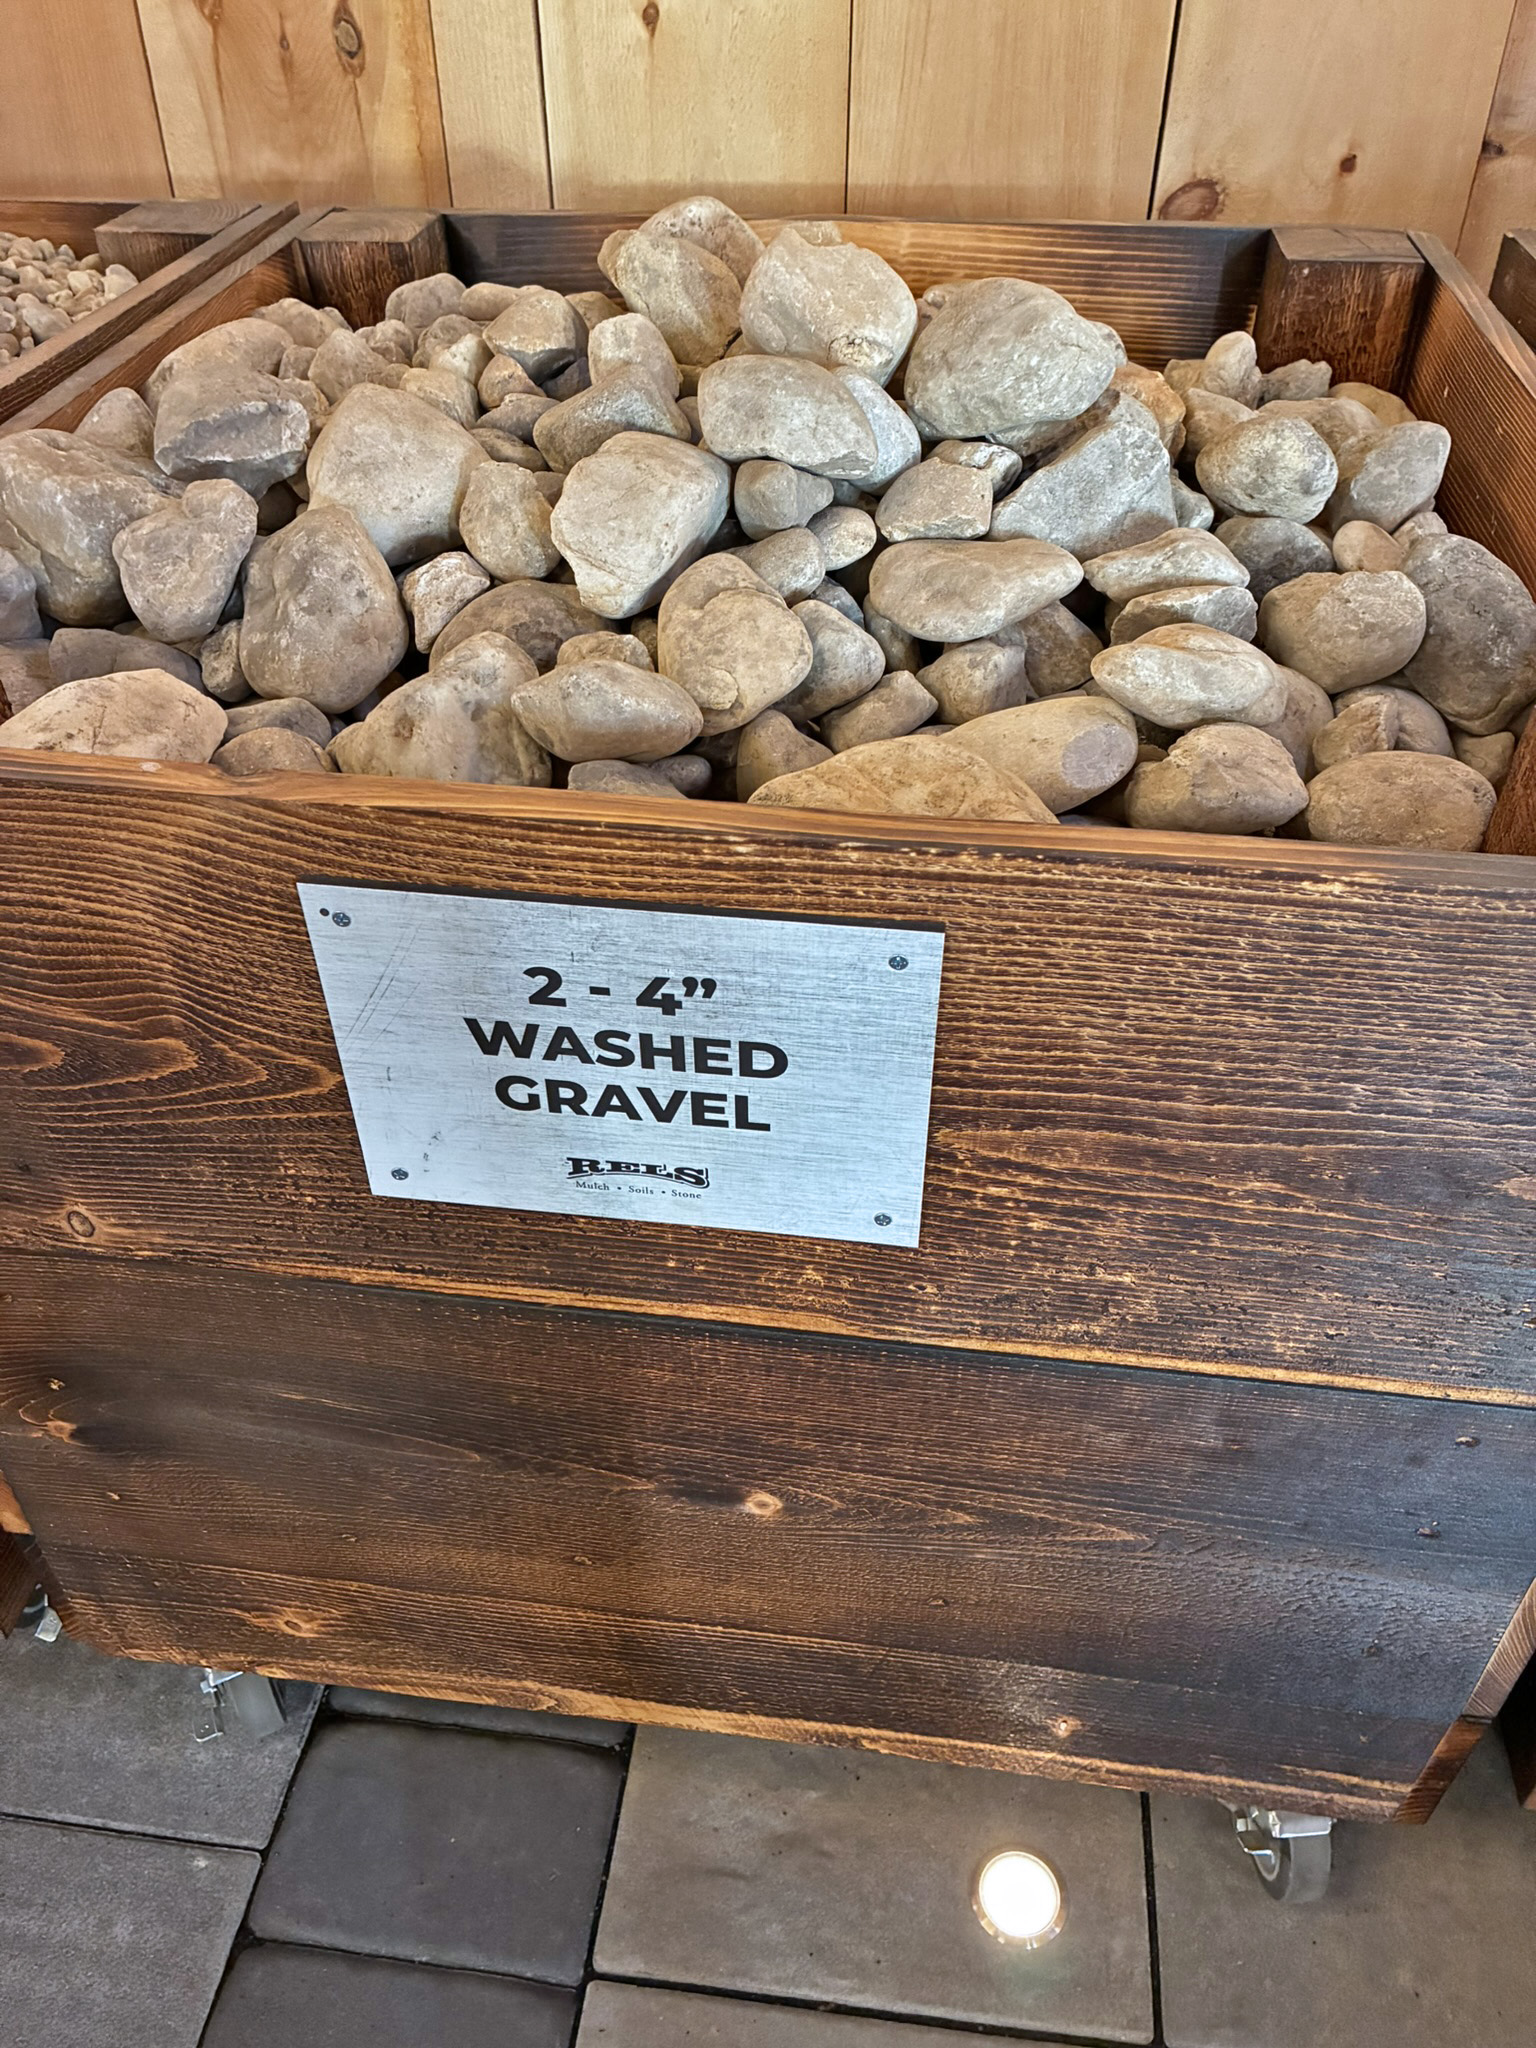 2 - 4”
WASHED
GRAVEL
RELS
Mulch • Soils • Stone